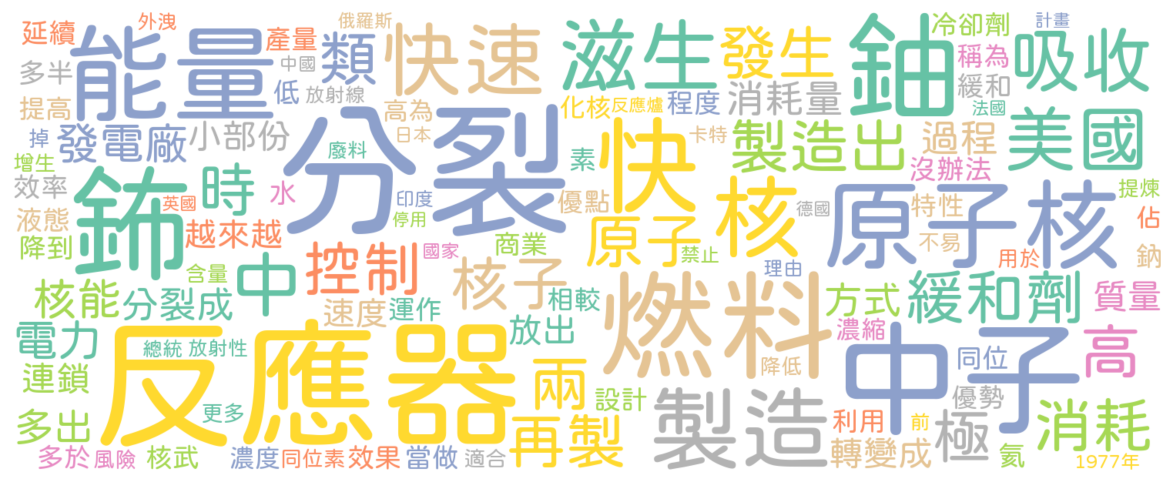 外洩
俄羅斯
計畫
延續
能量
產量
類
快速
滋生
發生
鈾
冷卻劑
吸收
稱為
多半
中國
低
放射線
消耗量
緩和
提高
高為
化核
反應爐
程度
法國
掉
發電廠
小部份
分裂
日本
快
卡特
製造出
過程
美國
廢料
增生
素
沒辦法
效率
鈽
時
水
英國
印度
優點
核
德國
原子核
特性
提煉
佔
液態
停用
原子
降到
越來越
國家
商業
禁止
不易
用於
鈉
含量
中
控制
核子
理由
核能
分裂成
速度
運作
相較
燃料
方式
緩和劑
質量
放出
濃縮
電力
反應器
總統
放射性
中子
同位
高
降低
連鎖
兩
設計
製造
優勢
更多
多出
再製
利用
前
極
消耗
多於
風險
核武
濃度
同位素
效果
當做
適合
轉變成
氦
1977年